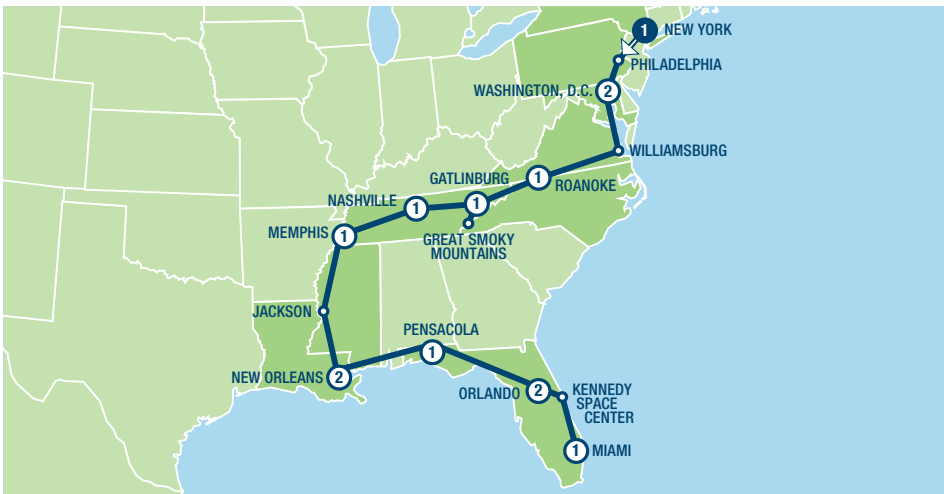 1 NEW YORK
PHILADELPHIA
WASHINGTON, D.C. 2
WILLIAMSBURG
1 ROANOKE
GATLINBURG
1
GREAT SMOKY
MOUNTAINS
NASHVILLE
1
MEMPHIS 1
JACKSON
NEW ORLEANS 2
PENSACOLA
1
ORLANDO 2
KENNEDY
SPACE
CENTER
1 MIAMI